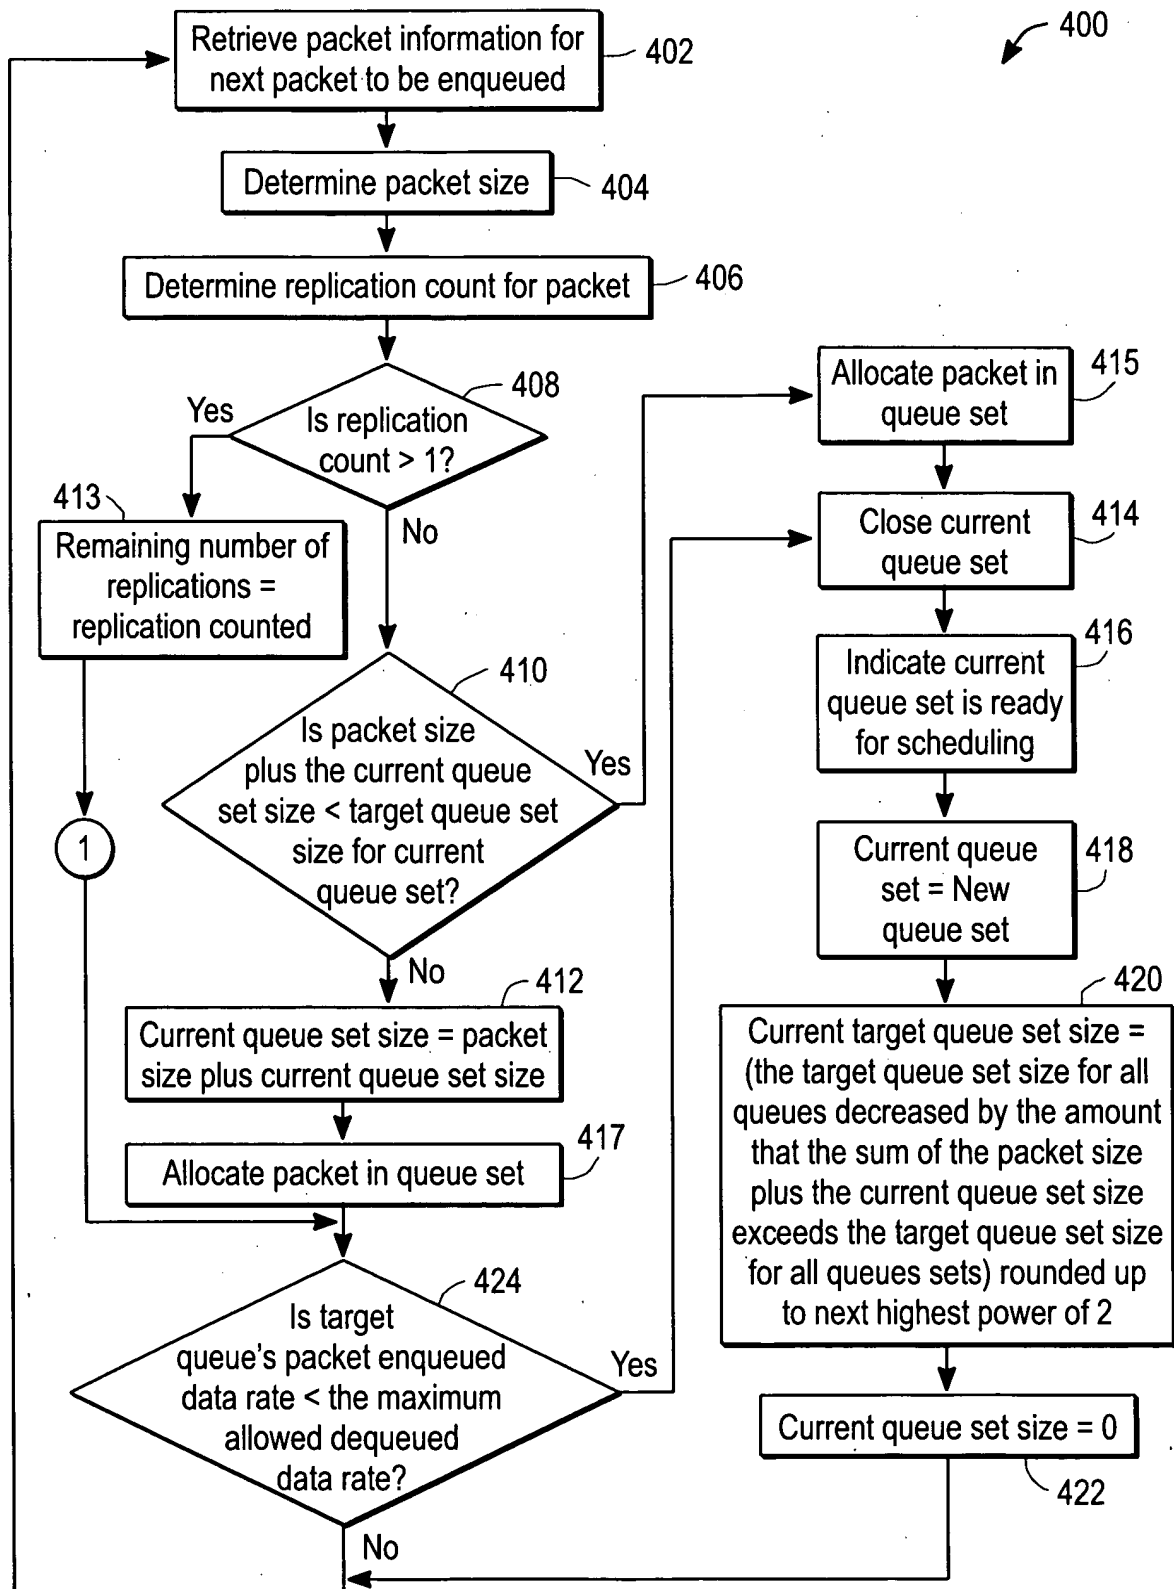 400
Retrieve packet information for
next packet to be enqueued
402
Determine packet size
404
Determine replication count for packet
406
Is replication
count > 1?
408
Yes
No
413
Remaining number of
replications =
replication counted
1
Is packet size
plus the current queue
set size < target queue set
size for current
queue set?
410
Yes
No
412
Current queue set size = packet
size plus current queue set size
Allocate packet in queue set
417
Is target
queue's packet enqueued
data rate < the maximum
allowed dequeued
data rate?
424
Yes
No
Allocate packet in
queue set
415
Close current
queue set
414
Indicate current
queue set is ready
for scheduling
416
Current queue
set = New
queue set
418
420
Current target queue set size =
(the target queue set size for all
queues decreased by the amount
that the sum of the packet size
plus the current queue set size
exceeds the target queue set size
for all queues sets) rounded up
to next highest power of 2
Current queue set size = 0
422